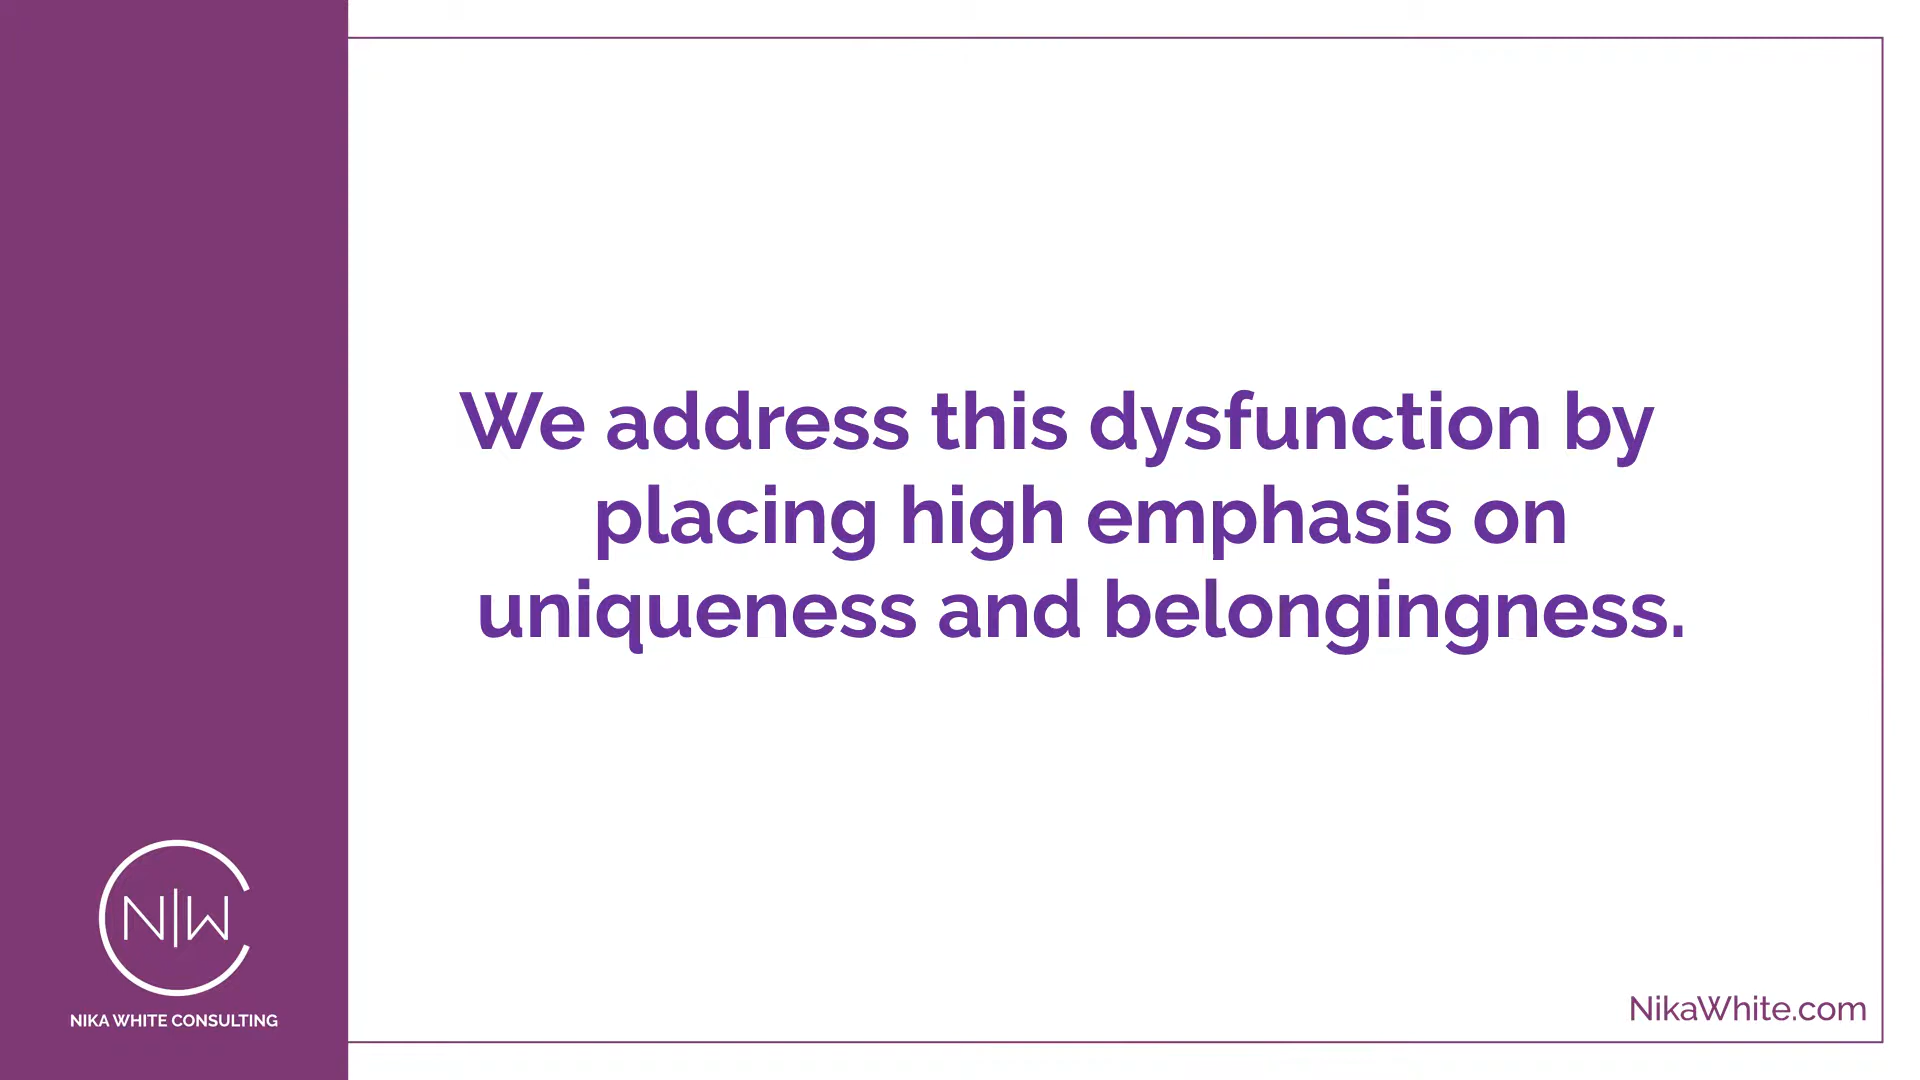 We address this dysfunction by
placing high emphasis on
uniqueness and belongingness.
N|W
NIKA WHITE CONSULTING
NikaWhite.com